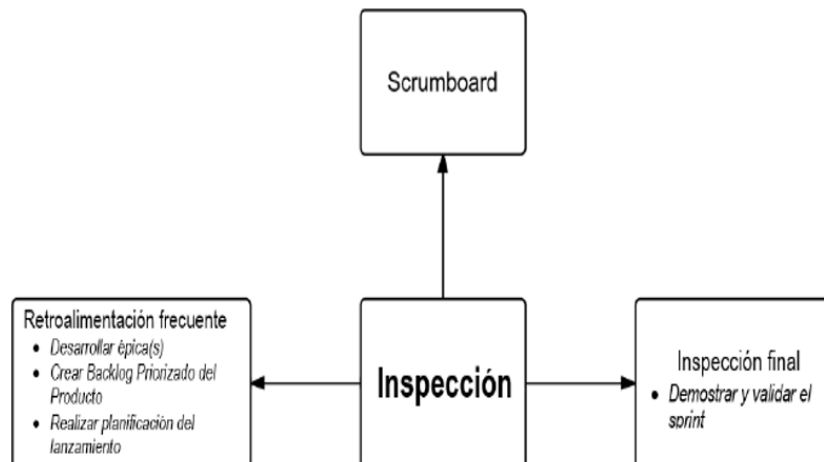 Scrumboard
Retroalimentación frecuente
• Desarrollar épica(s)
• Crear Backlog Priorizado del
Producto
• Realizar planificación del
lanzamiento
Inspección
Inspección final
• Demostrar y validar el
sprint